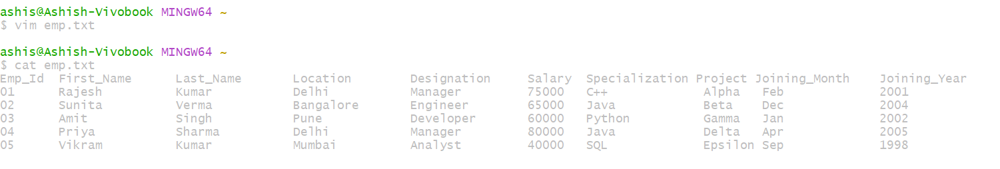 ashis@Ashish-Vivobook MINGW64 ~
$ vim emp.txt
ashis@Ashish-Vivobook MINGW64 ~
$ cat emp.txt
Emp_Id  First_Name      Last_Name       Location        Designation     Salary  Specialization Project Joining_Month    Joining_Year
01      Rajesh          Kumar           Delhi           Manager         75000   C++             Alpha   Feb             2001
02      Sunita          Verma           Bangalore       Engineer        65000   Java            Beta    Dec             2004
03      Amit            Singh           Pune            Developer       60000   Python          Gamma   Jan             2002
04      Priya           Sharma          Delhi           Manager         80000   Java            Delta   Apr             2005
05      Vikram          Kumar           Mumbai          Analyst         40000   SQL             Epsilon Sep             1998